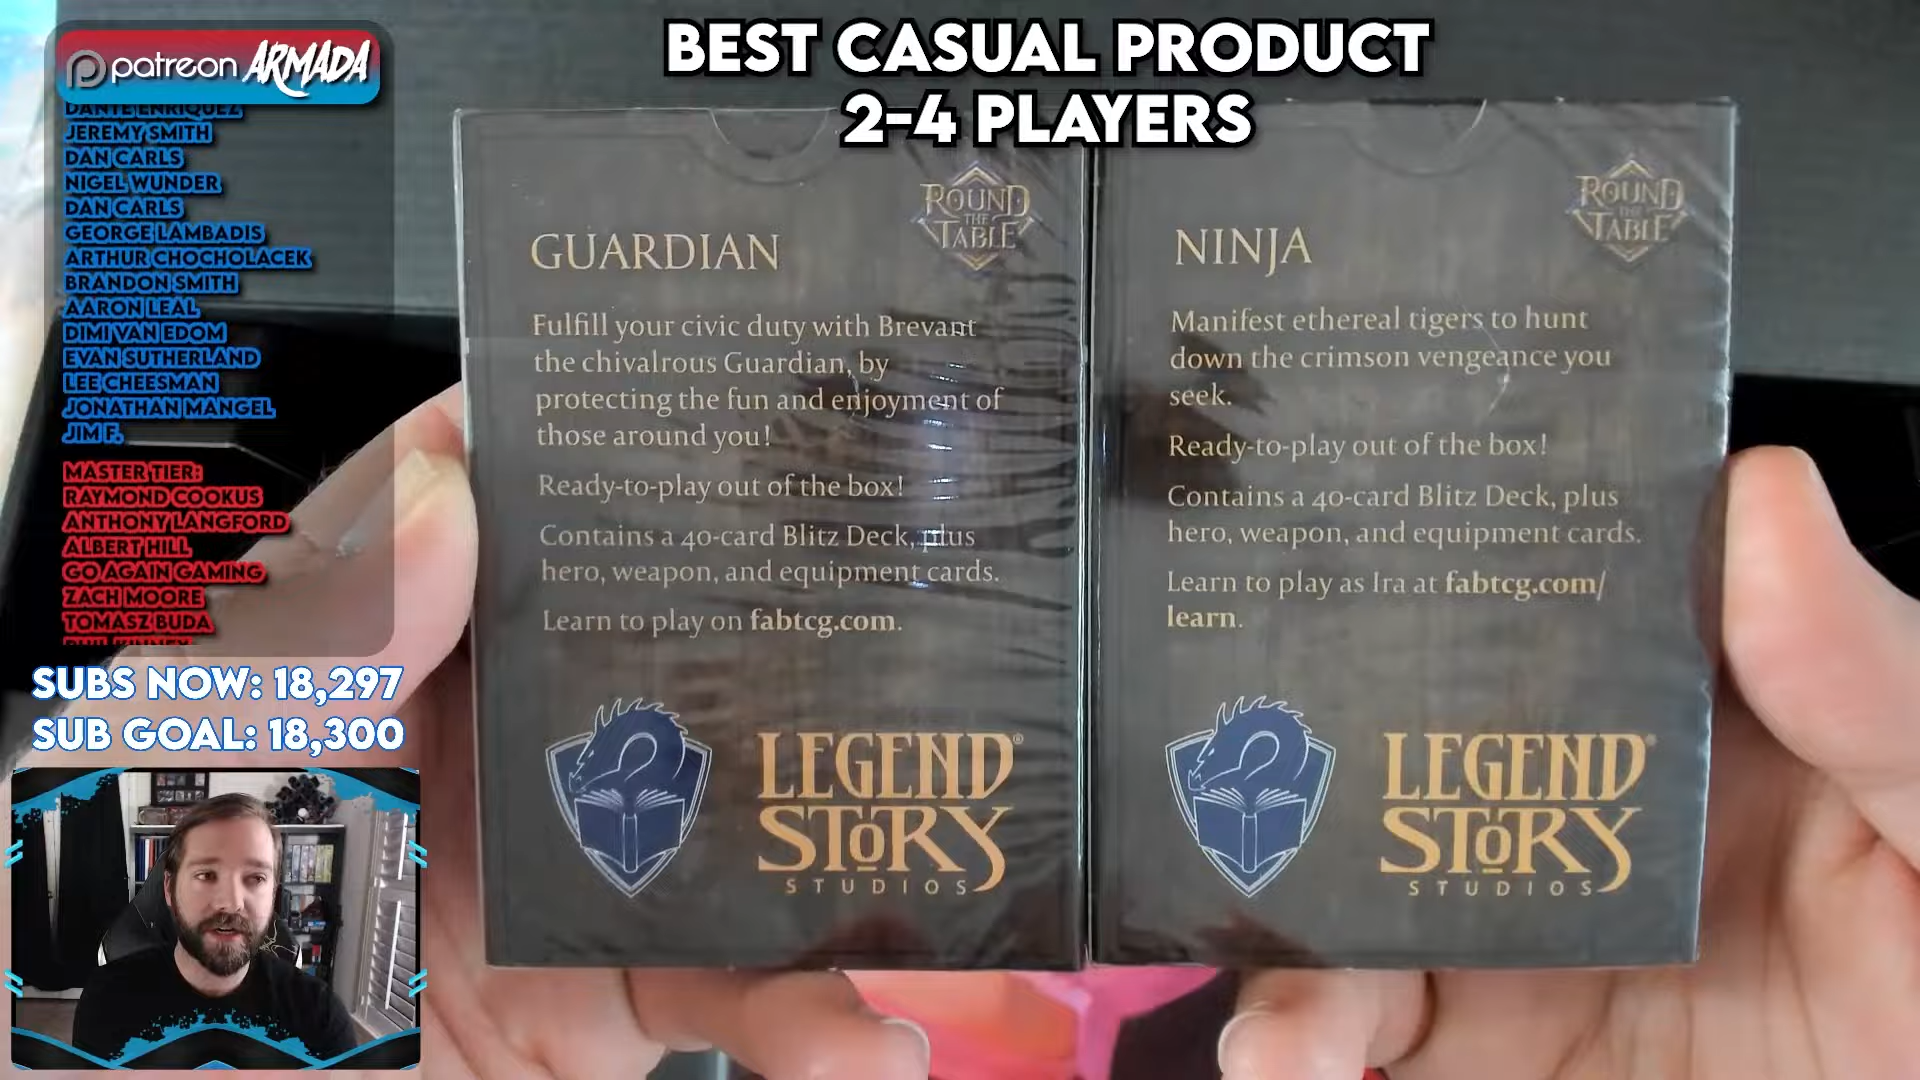 patreon ARMADA
DANTE ENRIQUEZ
JEREMY SMITH
DAN CARLS
NIGEL WUNDER
DAN CARLS
GEORGE LAMBADIS
ARTHUR CHOCHOLACEK
BRANDON SMITH
AARON LEAL
DIMI VAN EDOM
EVAN SUTHERLAND
LEE CHEESMAN
JONATHAN MANGEL
JIM F.
MASTER TIER:
RAYMOND COOKUS
ANTHONY LANGFORD
ALBERT HILL
GO AGAIN GAMING
ZACH MOORE
TOMASZ BUDA
SUBS NOW: 18,297
SUB GOAL: 18,300
BEST CASUAL PRODUCT
2-4 PLAYERS
ROUND
THE
TABLE
GUARDIAN
Fulfill your civic duty with Brevant
the chivalrous Guardian, by
protecting the fun and enjoyment of
those around you!
Ready-to-play out of the box!
Contains a 40-card Blitz Deck, plus
hero, weapon, and equipment cards.
Learn to play on fabtcg.com.
LEGEND®
STORY
STUDIOS
ROUND
THE
TABLE
NINJA
Manifest ethereal tigers to hunt
down the crimson vengeance you
seek.
Ready-to-play out of the box!
Contains a 40-card Blitz Deck, plus
hero, weapon, and equipment cards.
Learn to play as Ira at fabtcg.com/
learn.
LEGEND®
STORY
STUDIOS